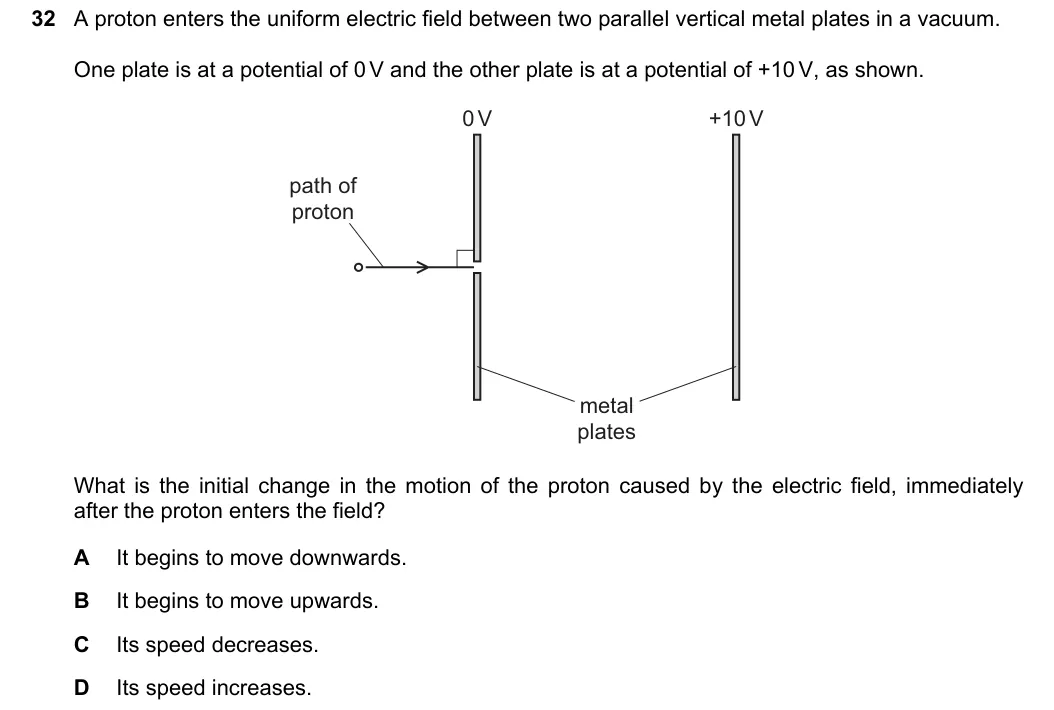 32 A proton enters the uniform electric field between two parallel vertical metal plates in a vacuum.
One plate is at a potential of 0 V and the other plate is at a potential of +10 V, as shown.
0 V
+10 V
path of
proton
metal
plates
What is the initial change in the motion of the proton caused by the electric field, immediately
after the proton enters the field?
A It begins to move downwards.
B It begins to move upwards.
C Its speed decreases.
D Its speed increases.